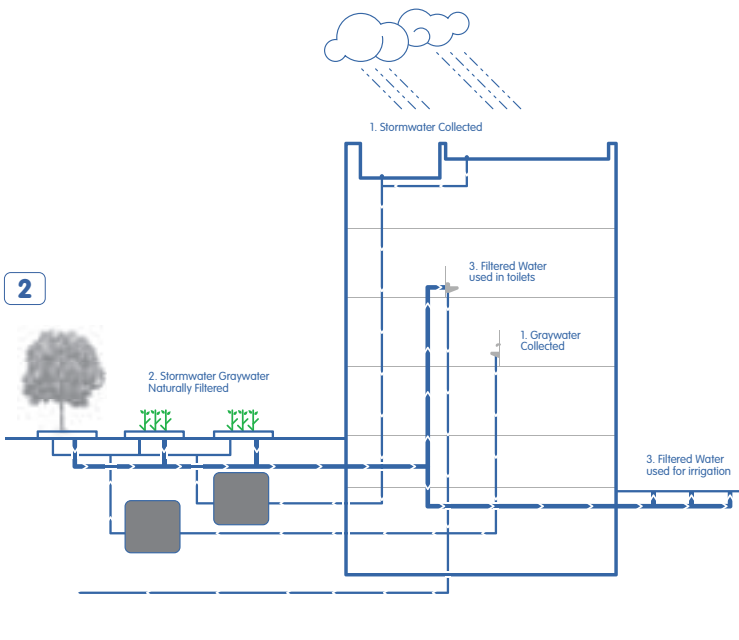 1. Stormwater Collected
3. Filtered Water
used in toilets
2
1. Graywater
Collected
2. Stormwater Graywater
Naturally Filtered
3. Filtered Water
used for irrigation